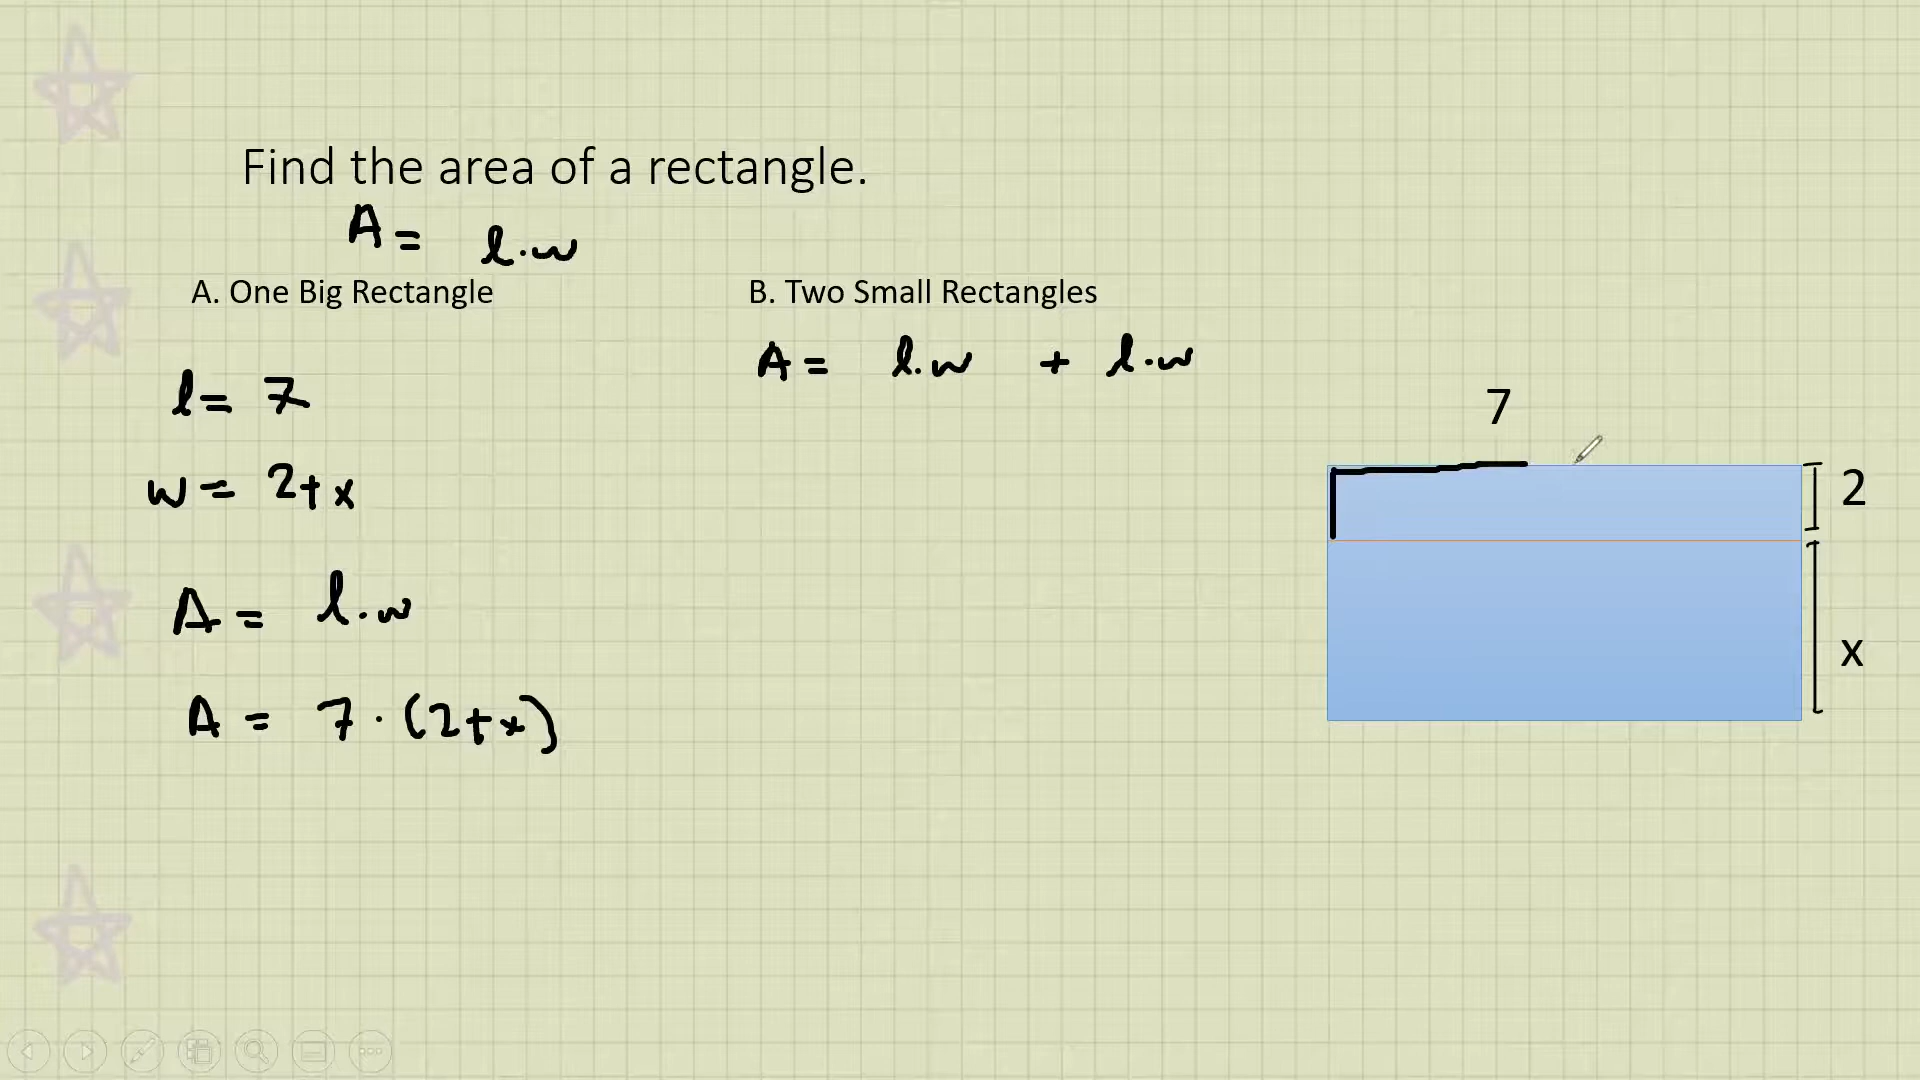 Find the area of a rectangle.
A = l.w
A. One Big Rectangle
l = 7
w = 2+x
A = l.w
A = 7 · (2+x)
B. Two Small Rectangles
A = l.w + l.w
7
2
x